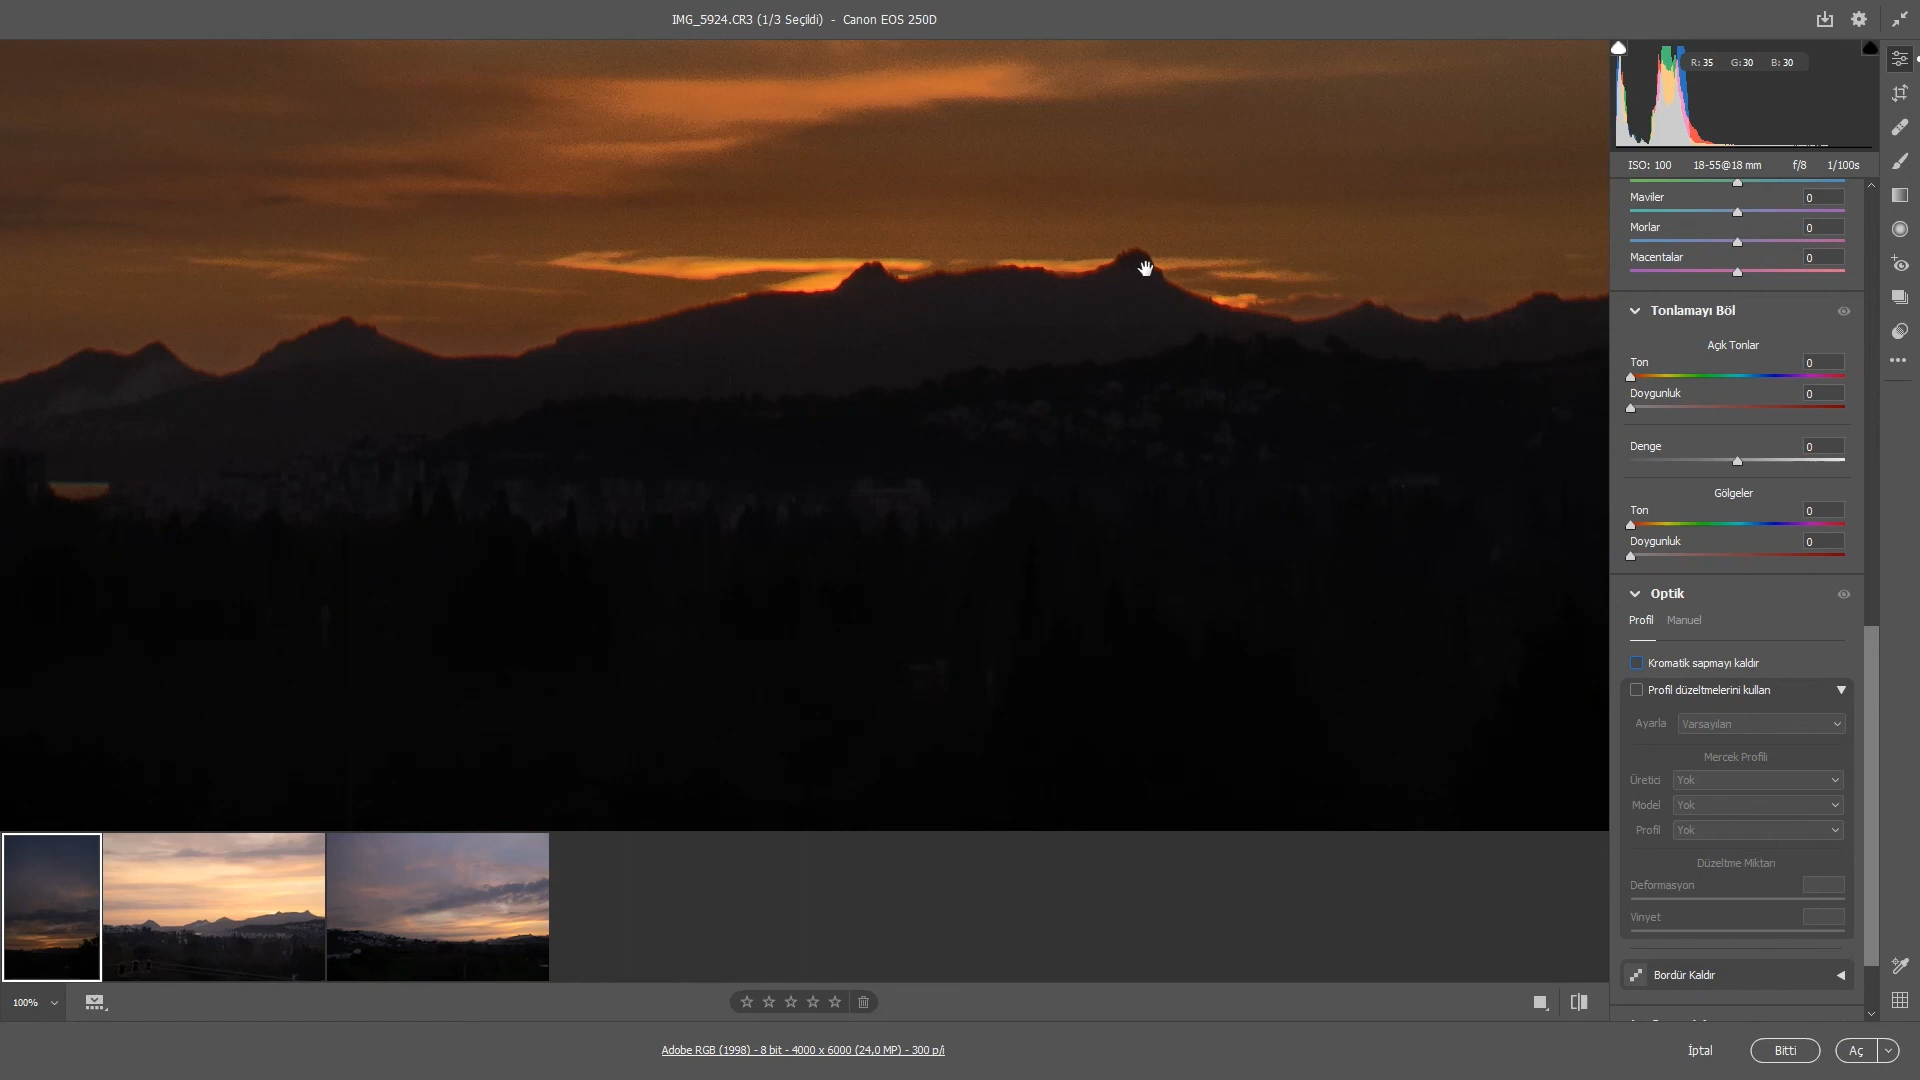 IMG_5924.CR3 (1/3 Seçildi) - Canon EOS 250D
R: 35 G: 30 B: 30
ISO: 100 18-55@18 mm f/8 1/100s
Maviler 0
Morlar 0
Macentalar 0
Tonlamayı Böl
Açık Tonlar
Ton 0
Doygunluk 0
Denge 0
Gölgeler
Ton 0
Doygunluk 0
Optik
Profil Manuel
Kromatik sapmayı kaldır
Profil düzeltmelerini kullan
Ayarla Varsayılan
Mercek Profili
Üretici Yok
Model Yok
Profil Yok
Düzeltme Miktarı
Deformasyon
Vinyet
Bordür Kaldır
100%
Adobe RGB (1998) - 8 bit - 4000 x 6000 (24,0 MP) - 300 p/i
İptal Bitti Aç